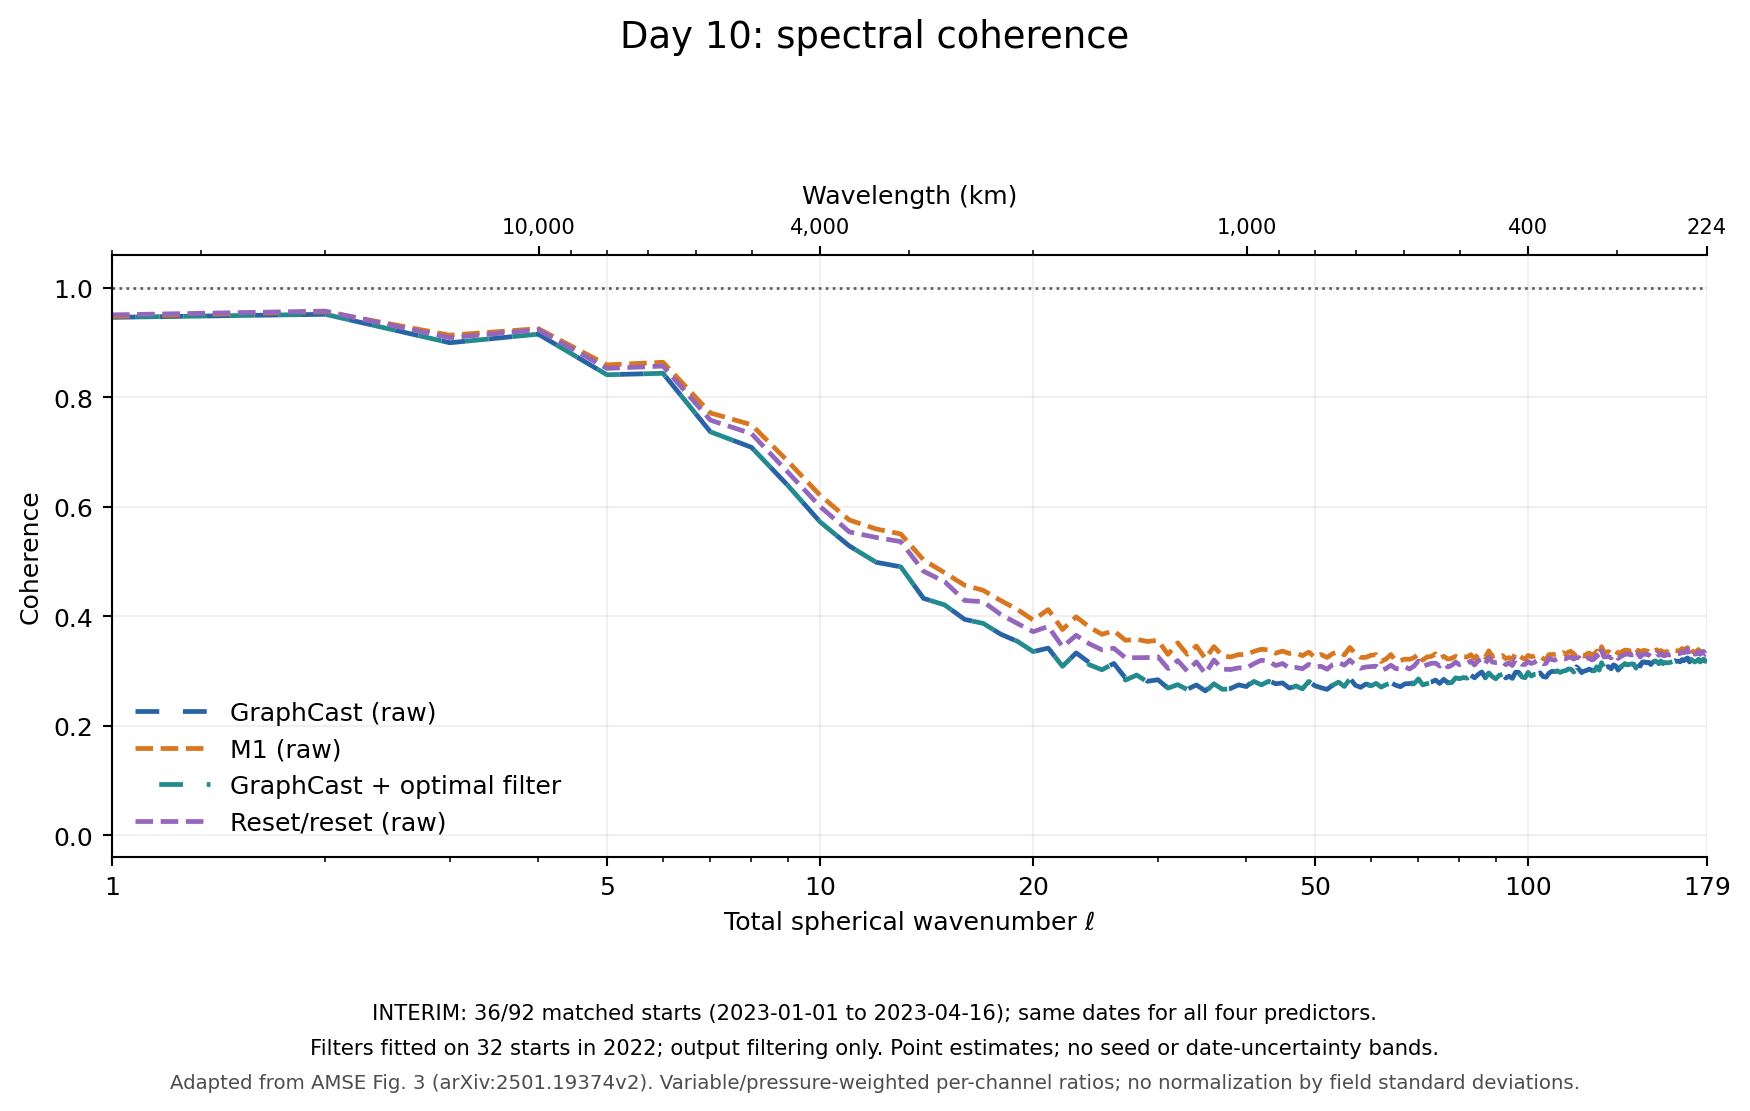 Day 10: spectral coherence
Wavelength (km)
10,000 4,000 1,000 400 224
1.0
0.8
0.6
0.4
0.2
0.0
Coherence
GraphCast (raw)
M1 (raw)
GraphCast + optimal filter
Reset/reset (raw)
1 5 10 20 50 100 179
Total spherical wavenumber ℓ
INTERIM: 36/92 matched starts (2023-01-01 to 2023-04-16); same dates for all four predictors.
Filters fitted on 32 starts in 2022; output filtering only. Point estimates; no seed or date-uncertainty bands.
Adapted from AMSE Fig. 3 (arXiv:2501.19374v2). Variable/pressure-weighted per-channel ratios; no normalization by field standard deviations.